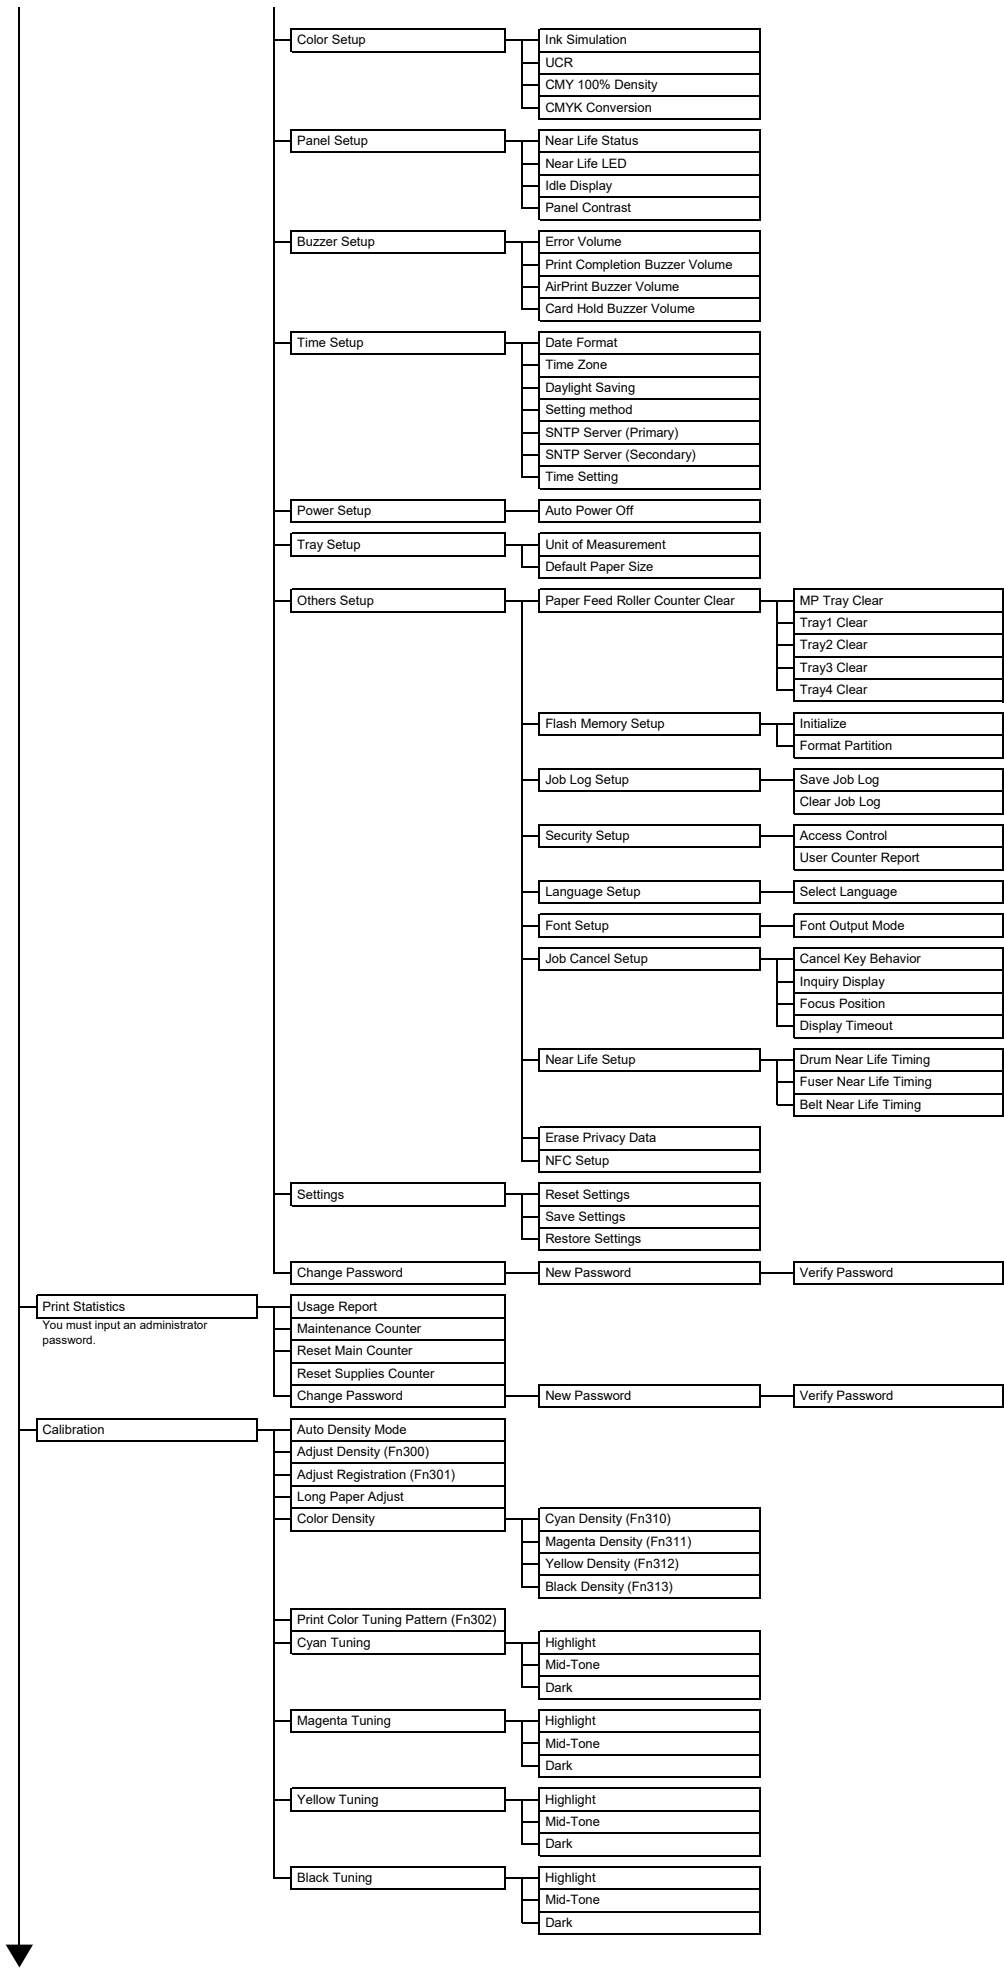 Color Setup
Ink Simulation
UCR
CMY 100% Density
CMYK Conversion
Panel Setup
Near Life Status
Near Life LED
Idle Display
Panel Contrast
Buzzer Setup
Error Volume
Print Completion Buzzer Volume
AirPrint Buzzer Volume
Card Hold Buzzer Volume
Time Setup
Date Format
Time Zone
Daylight Saving
Setting method
SNTP Server (Primary)
SNTP Server (Secondary)
Time Setting
Power Setup
Auto Power Off
Tray Setup
Unit of Measurement
Default Paper Size
Others Setup
Paper Feed Roller Counter Clear
MP Tray Clear
Tray1 Clear
Tray2 Clear
Tray3 Clear
Tray4 Clear
Flash Memory Setup
Initialize
Format Partition
Job Log Setup
Save Job Log
Clear Job Log
Security Setup
Access Control
User Counter Report
Language Setup
Select Language
Font Setup
Font Output Mode
Job Cancel Setup
Cancel Key Behavior
Inquiry Display
Focus Position
Display Timeout
Near Life Setup
Drum Near Life Timing
Fuser Near Life Timing
Belt Near Life Timing
Erase Privacy Data
NFC Setup
Settings
Reset Settings
Save Settings
Restore Settings
Change Password
New Password
Verify Password
Print Statistics
You must input an administrator
password.
Usage Report
Maintenance Counter
Reset Main Counter
Reset Supplies Counter
Change Password
New Password
Verify Password
Calibration
Auto Density Mode
Adjust Density (Fn300)
Adjust Registration (Fn301)
Long Paper Adjust
Color Density
Cyan Density (Fn310)
Magenta Density (Fn311)
Yellow Density (Fn312)
Black Density (Fn313)
Print Color Tuning Pattern (Fn302)
Cyan Tuning
Highlight
Mid-Tone
Dark
Magenta Tuning
Highlight
Mid-Tone
Dark
Yellow Tuning
Highlight
Mid-Tone
Dark
Black Tuning
Highlight
Mid-Tone
Dark